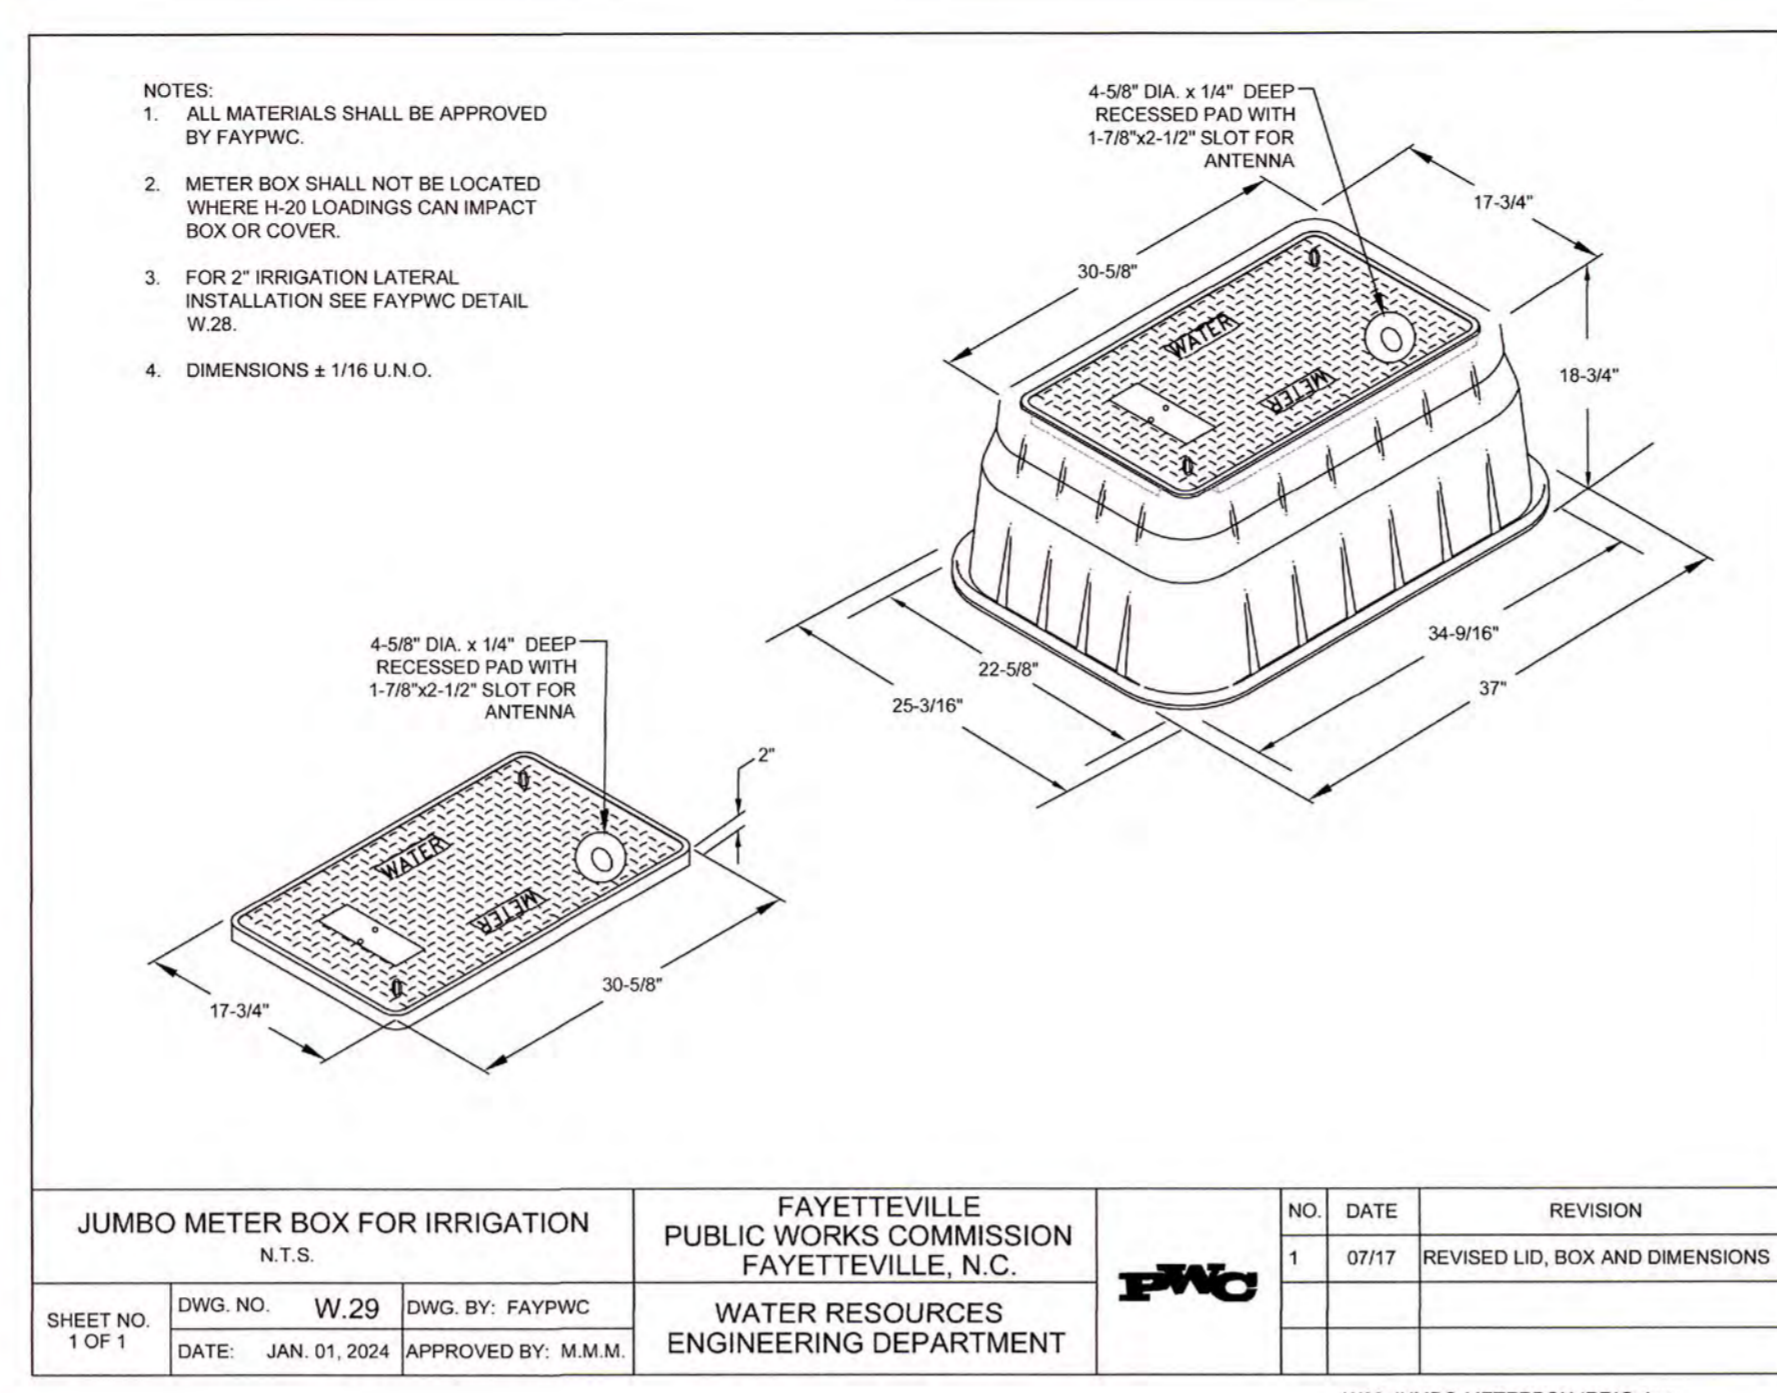 NOTES:
1. ALL MATERIALS SHALL BE APPROVED
BY FAYPWC.
2. METER BOX SHALL NOT BE LOCATED
WHERE H-20 LOADINGS CAN IMPACT
BOX OR COVER.
3. FOR 2" IRRIGATION LATERAL
INSTALLATION SEE FAYPWC DETAIL
W.28.
4. DIMENSIONS ± 1/16 U.N.O.
4-5/8" DIA. x 1/4" DEEP
RECESSED PAD WITH
1-7/8"x2-1/2" SLOT FOR
ANTENNA
17-3/4"
30-5/8"
WATER
METER
18-3/4"
34-9/16"
22-5/8"
37"
25-3/16"
4-5/8" DIA. x 1/4" DEEP
RECESSED PAD WITH
1-7/8"x2-1/2" SLOT FOR
ANTENNA
2"
WATER
METER
30-5/8"
17-3/4"
JUMBO METER BOX FOR IRRIGATION
N.T.S.
SHEET NO.
1 OF 1
DWG. NO. W.29
DWG. BY: FAYPWC
DATE: JAN. 01, 2024
APPROVED BY: M.M.M.
FAYETTEVILLE
PUBLIC WORKS COMMISSION
FAYETTEVILLE, N.C.
WATER RESOURCES
ENGINEERING DEPARTMENT
PWC
NO. DATE REVISION
1 07/17 REVISED LID, BOX AND DIMENSIONS